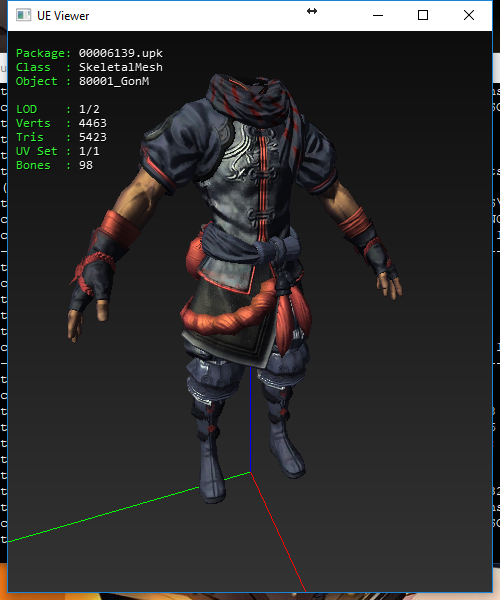 UE Viewer
Package: 00006139.upk
Class  : SkeletalMesh
Object : 80001_GonM
LOD    : 1/2
Verts  : 4463
Tris   : 5423
UV Set : 1/1
Bones  : 98